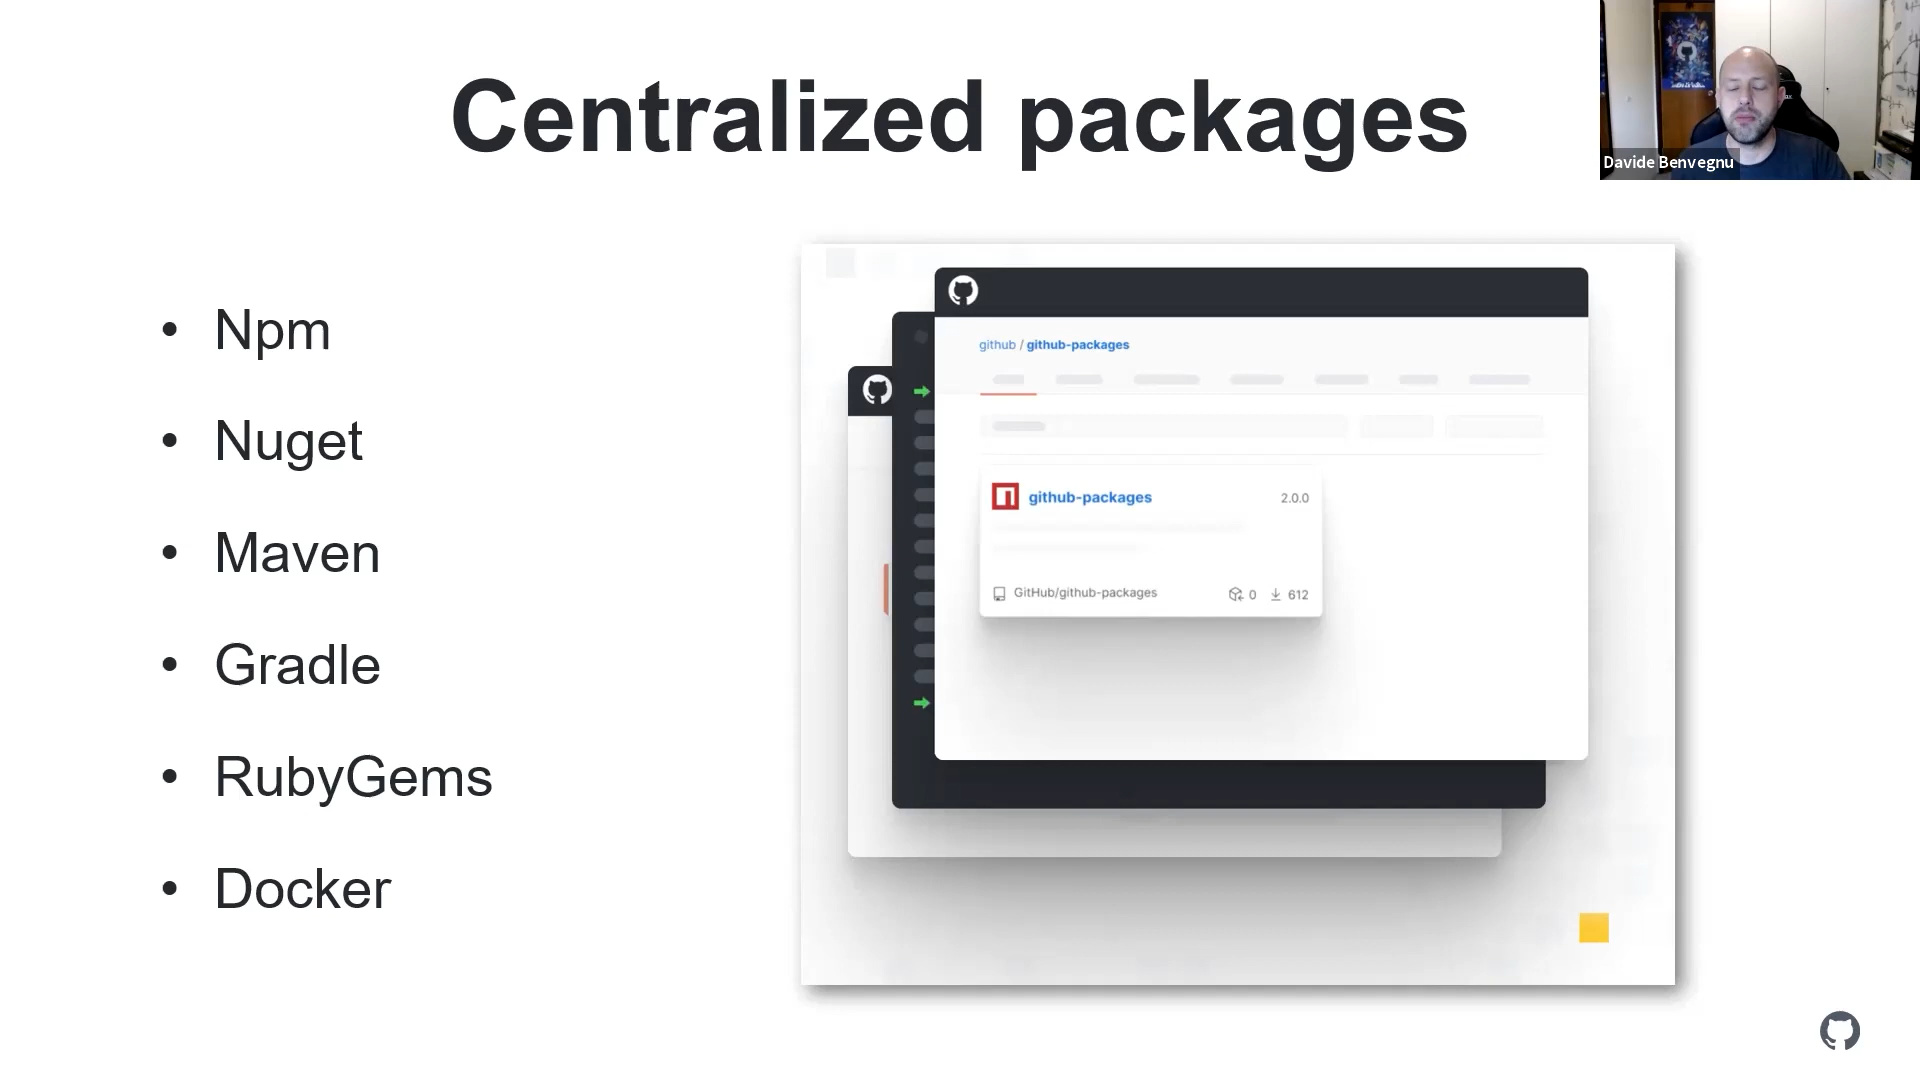 Centralized packages
Davide Benvegnu
• Npm
• Nuget
• Maven
• Gradle
• RubyGems
• Docker
github / github-packages
github-packages 2.0.0
GitHub/github-packages 0 612